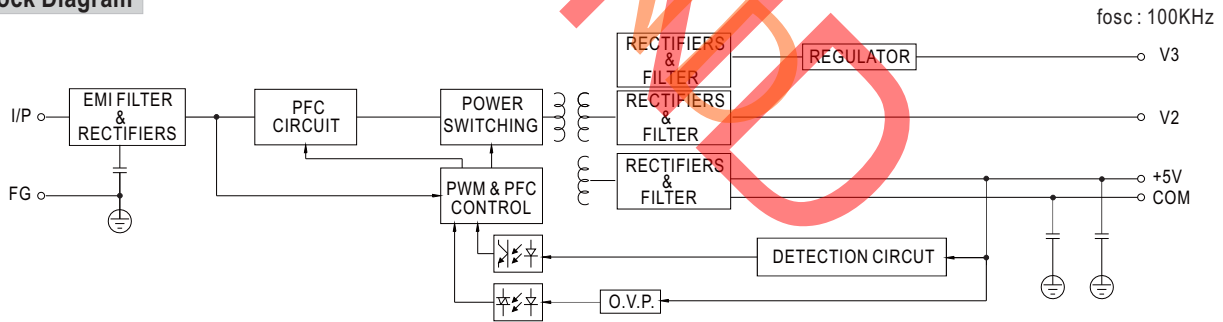 ock Diagram
fosc : 100KHz
RECTIFIERS
&
FILTER
REGULATOR
V3
I/P
EMI FILTER
&
RECTIFIERS
PFC
CIRCUIT
POWER
SWITCHING
RECTIFIERS
&
FILTER
V2
FG
PWM & PFC
CONTROL
RECTIFIERS
&
FILTER
+5V
COM
DETECTION CIRCUT
O.V.P.